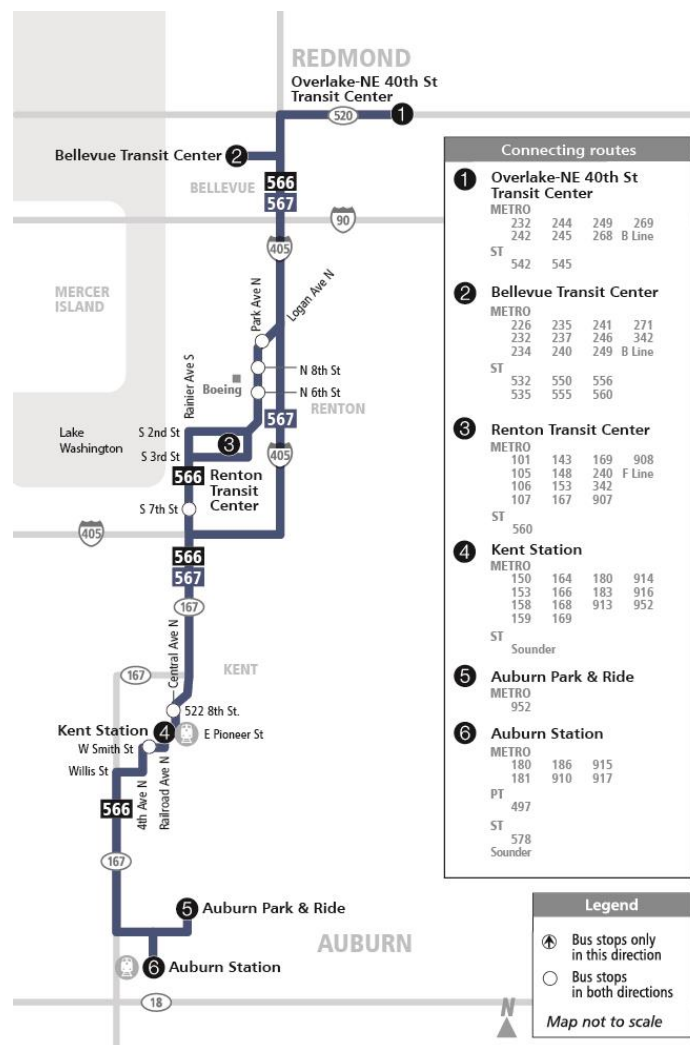 REDMOND
Overlake-NE 40th St
Transit Center
520
1
Bellevue Transit Center 2
BELLEVUE
566
567
90
405
MERCER
ISLAND
Park Ave N
Logan Ave N
Rainier Ave S
N 8th St
Boeing
N 6th St
RENTON
567
Lake
Washington
S 2nd St
3
S 3rd St
405
566
Renton
Transit
Center
S 7th St
405
566
567
167
Central Ave N
KENT
167
522 8th St.
Kent Station 4
E Pioneer St
W Smith St
Willis St
4th Ave N
Railroad Ave N
566
167
5 Auburn Park & Ride
AUBURN
6 Auburn Station
18
N
Connecting routes
1 Overlake-NE 40th St
Transit Center
METRO
232 244 249 269
242 245 268 B Line
ST
542 545
2 Bellevue Transit Center
METRO
226 235 241 271
232 237 246 342
234 240 249 B Line
ST
532 550 556
535 555 560
3 Renton Transit Center
METRO
101 143 169 908
105 148 240 F Line
106 153 342
107 167 907
ST
560
4 Kent Station
METRO
150 164 180 914
153 166 183 916
158 168 913 952
159 169
ST
Sounder
5 Auburn Park & Ride
METRO
952
6 Auburn Station
METRO
180 186 915
181 910 917
PT
497
ST
578
Sounder
Legend
Bus stops only
in this direction
Bus stops
in both directions
Map not to scale